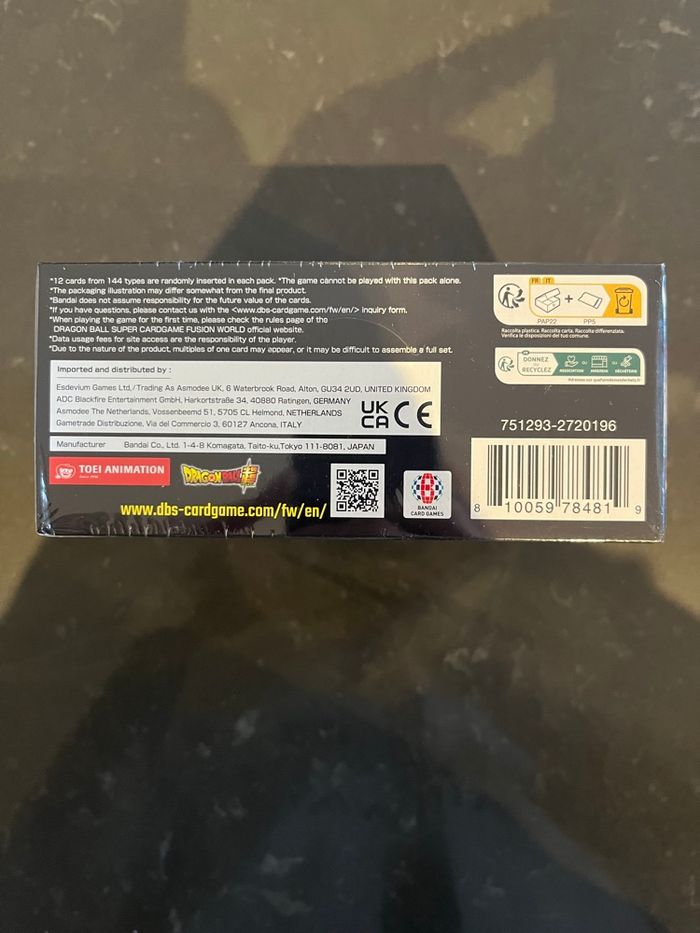 *12 cards from 144 types are randomly inserted in each pack. *The game cannot be played with this pack alone.
*The packaging illustration may differ somewhat from the final product.
*Bandai does not assume responsibility for the future value of the cards.
*If you have questions, please contact us with the <www.dbs-cardgame.com/fw/en/> inquiry form.
*When playing the game for the first time, please check the rules page of the
DRAGON BALL SUPER CARDGAME FUSION WORLD official website.
*Data usage fees for site access are the responsibility of the player.
*Due to the nature of the product, multiples of one card may appear, or it may be difficult to assemble a full set.
Imported and distributed by :
Esdevium Games Ltd./Trading As Asmodee UK, 6 Waterbrook Road, Alton, GU34 2UD, UNITED KINGDOM
ADC Blackfire Entertainment GmbH, Harkortstraße 34, 40880 Ratingen, GERMANY
Asmodee The Netherlands, Vossenbeemd 51, 5705 CL Helmond, NETHERLANDS
Gametrade Distribuzione, Via del Commercio 3, 60127 Ancona, ITALY
UK
CA
CE
Manufacturer Bandai Co., Ltd. 1-4-8 Komagata, Taito-ku,Tokyo 111-8081, JAPAN
TOEI ANIMATION
DRAGON BALL
www.dbs-cardgame.com/fw/en/
B
BANDAI
CARD GAMES
FR IT
+
PAP22 PP5
Raccolta plastica. Raccolta carta. Raccolta differenziata.
Verifica le disposizioni del tuo comune.
DONNEZ
ou
RECYCLEZ
ASSOCIATION
OU
OU
DÉCHÈTERIE
751293-2720196
8 10059 78481 9